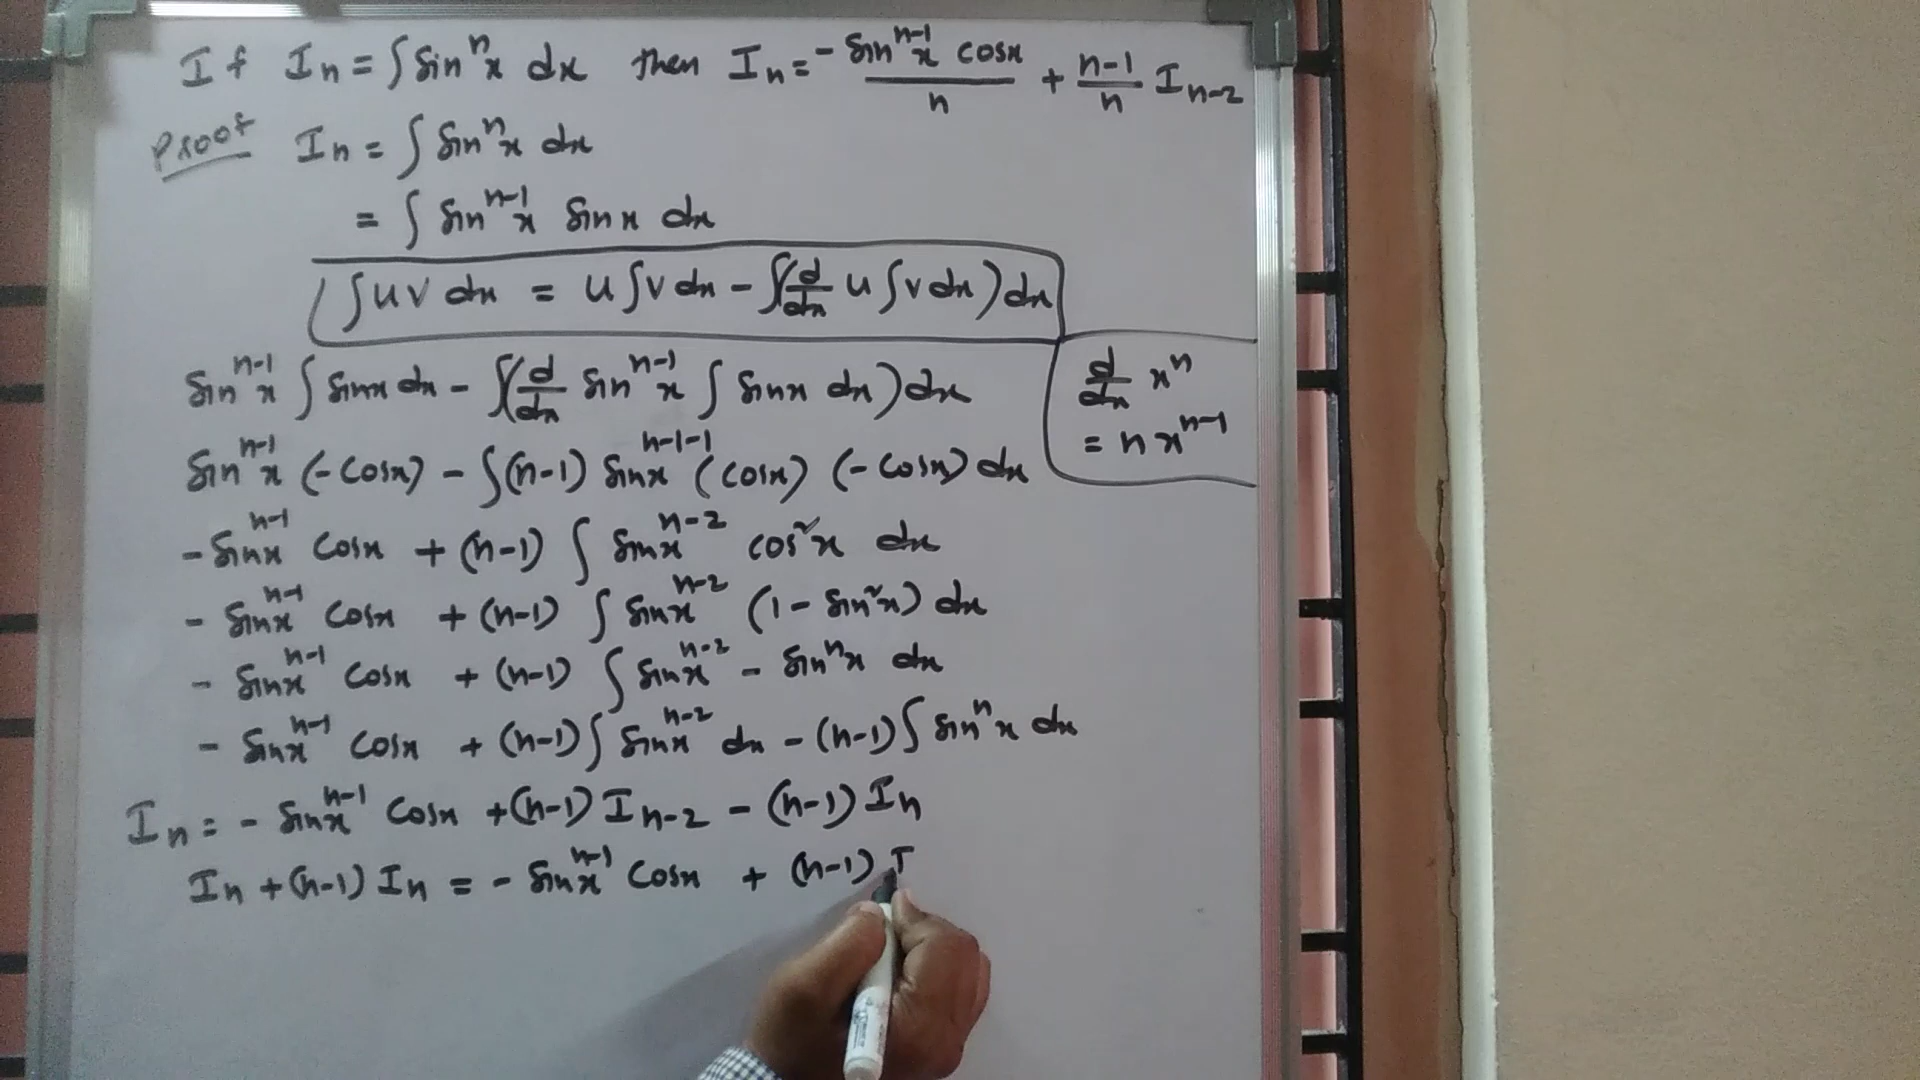 If Iₙ = ∫ sinⁿx dx then Iₙ = - sinⁿ⁻¹x cosx / n + n-1 / n Iₙ₋₂
Proof Iₙ = ∫ sinⁿx dx
= ∫ sinⁿ⁻¹x sinx dx
∫uv dx = u ∫v dx - ∫(d/dx u ∫v dx) dx
sinⁿ⁻¹x ∫ sinx dx - ∫(d/dx sinⁿ⁻¹x ∫ sinx dx) dx
d/dx xⁿ
= n xⁿ⁻¹
sinⁿ⁻¹x (-cosx) - ∫(n-1) sinxⁿ⁻¹⁻¹ (cosx) (-cosx) dx
- sinxⁿ⁻¹ cosx + (n-1) ∫ sinxⁿ⁻² cos²x dx
- sinxⁿ⁻¹ cosx + (n-1) ∫ sinxⁿ⁻² (1 - sin²x) dx
- sinxⁿ⁻¹ cosx + (n-1) ∫ sinxⁿ⁻² - sinⁿx dx
- sinxⁿ⁻¹ cosx + (n-1) ∫ sinxⁿ⁻² dx - (n-1) ∫ sinⁿx dx
Iₙ = - sinxⁿ⁻¹ cosx + (n-1) Iₙ₋₂ - (n-1) Iₙ
Iₙ + (n-1) Iₙ = - sinxⁿ⁻¹ cosx + (n-1) I